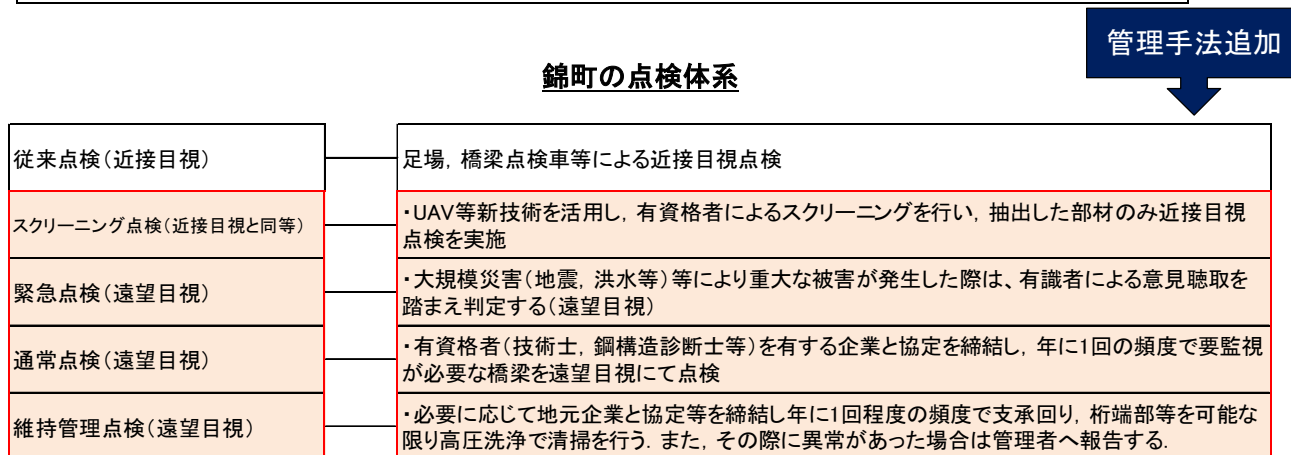 管理手法追加
錦町の点検体系
従来点検（近接目視）
足場，橋梁点検車等による近接目視点検
スクリーニング点検（近接目視と同等）
・UAV等新技術を活用し，有資格者によるスクリーニングを行い，抽出した部材のみ近接目視
点検を実施
緊急点検（遠望目視）
・大規模災害（地震，洪水等）等により重大な被害が発生した際は、有識者による意見聴取を
踏まえ判定する（遠望目視）
通常点検（遠望目視）
・有資格者（技術士，鋼構造診断士等）を有する企業と協定を締結し，年に1回の頻度で要監視
が必要な橋梁を遠望目視にて点検
維持管理点検（遠望目視）
・必要に応じて地元企業と協定等を締結し年に1回程度の頻度で支承回り，桁端部等を可能な
限り高圧洗浄で清掃を行う．また，その際に異常があった場合は管理者へ報告する．